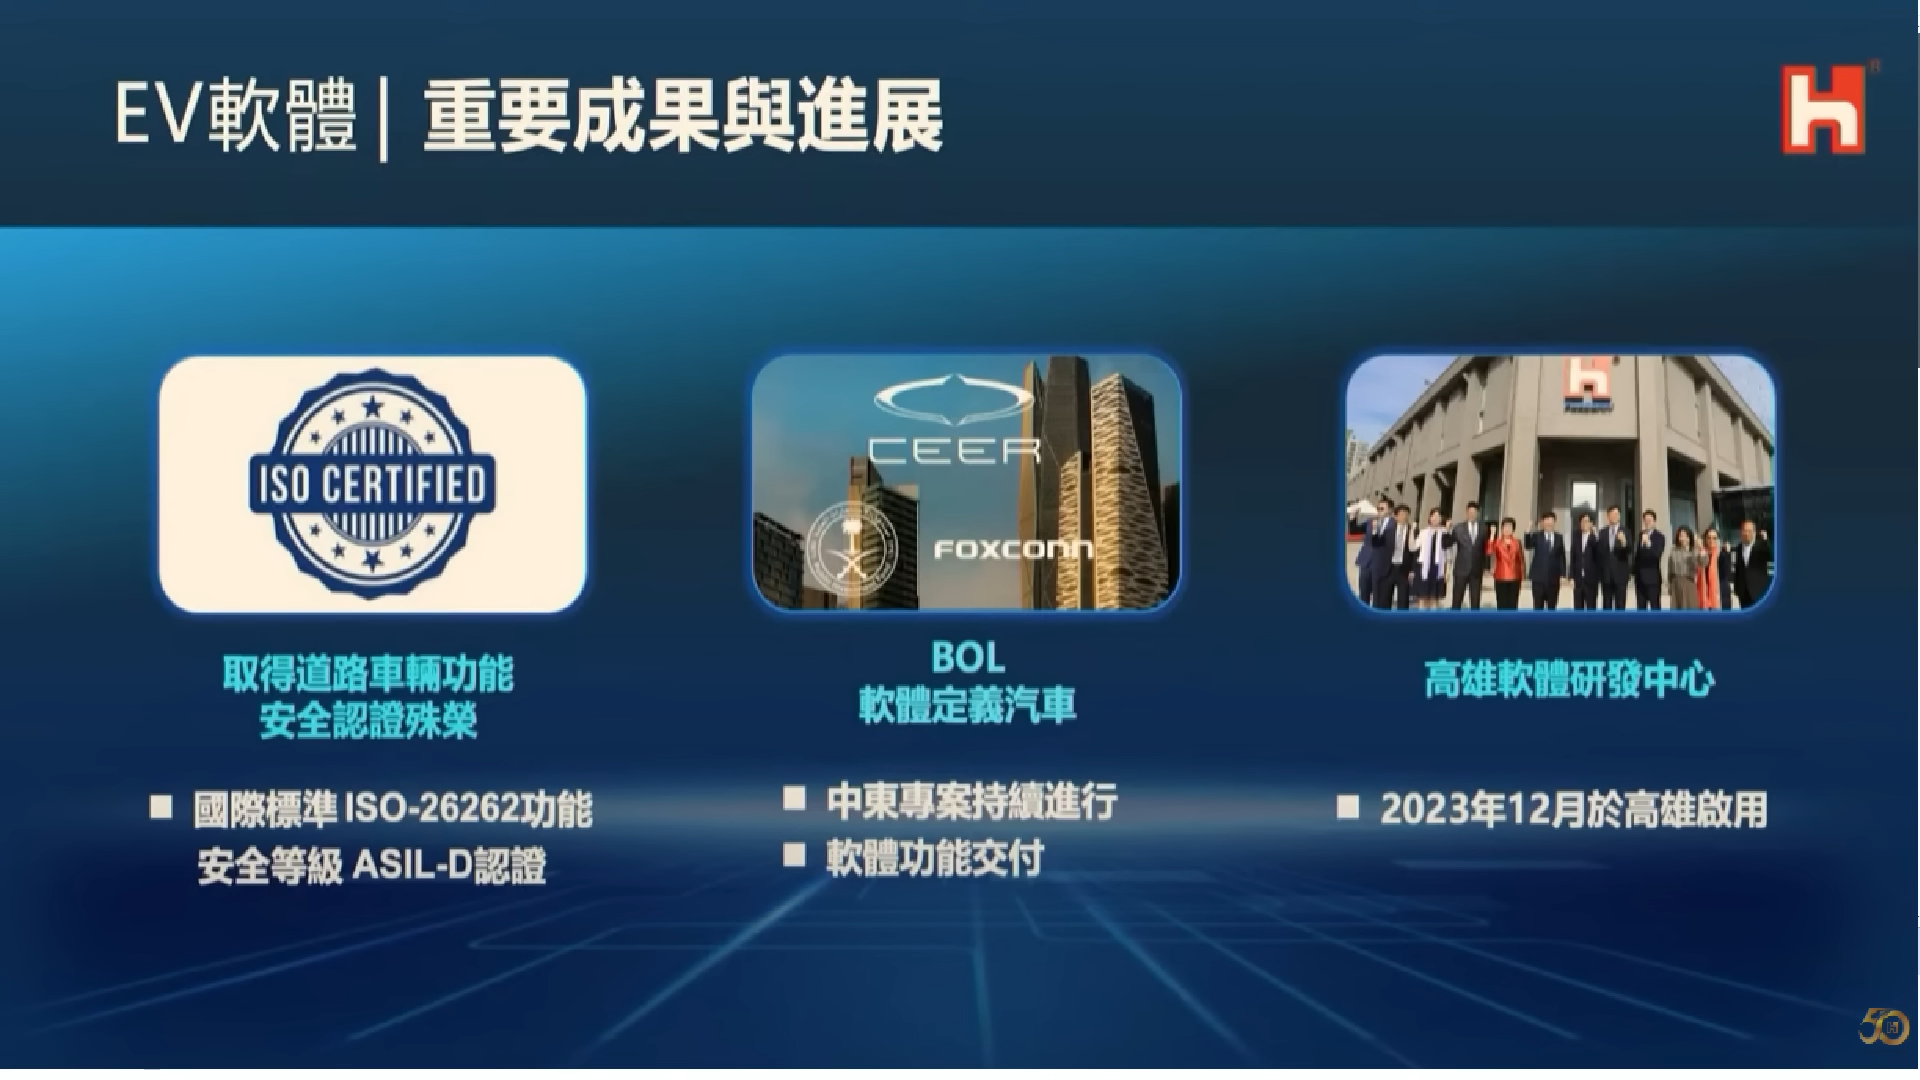 EV軟體│重要成果與進展
h
ISO CERTIFIED
取得道路車輛功能
安全認證殊榮
■ 國際標準 ISO-26262功能
安全等級 ASIL-D認證
CEER
FOXCONN
BOL
軟體定義汽車
■ 中東專案持續進行
■ 軟體功能交付
h
高雄軟體研發中心
■ 2023年12月於高雄啟用
50